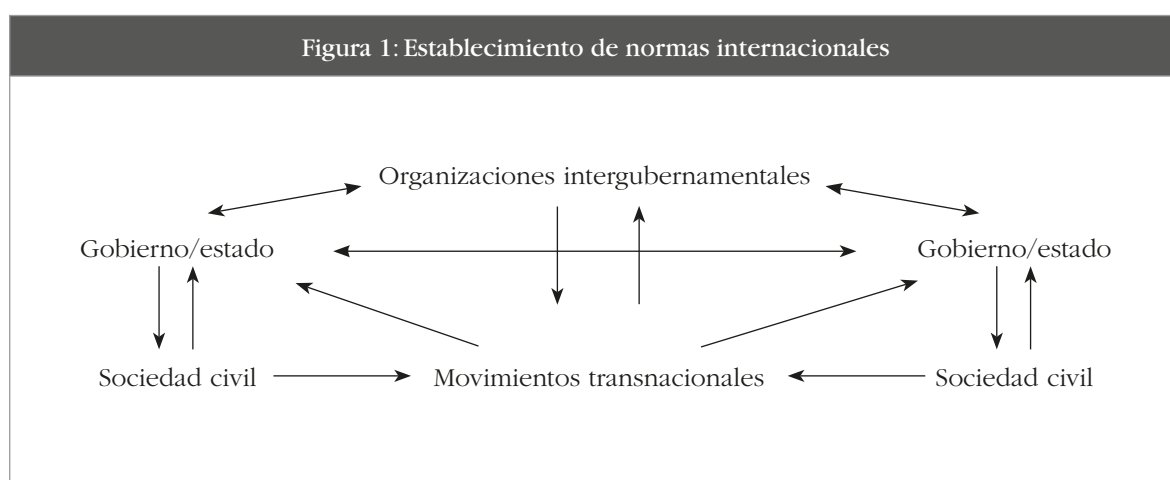 Figura 1: Establecimiento de normas internacionales
Organizaciones intergubernamentales
Gobierno/estado
Gobierno/estado
Sociedad civil
Movimientos transnacionales
Sociedad civil